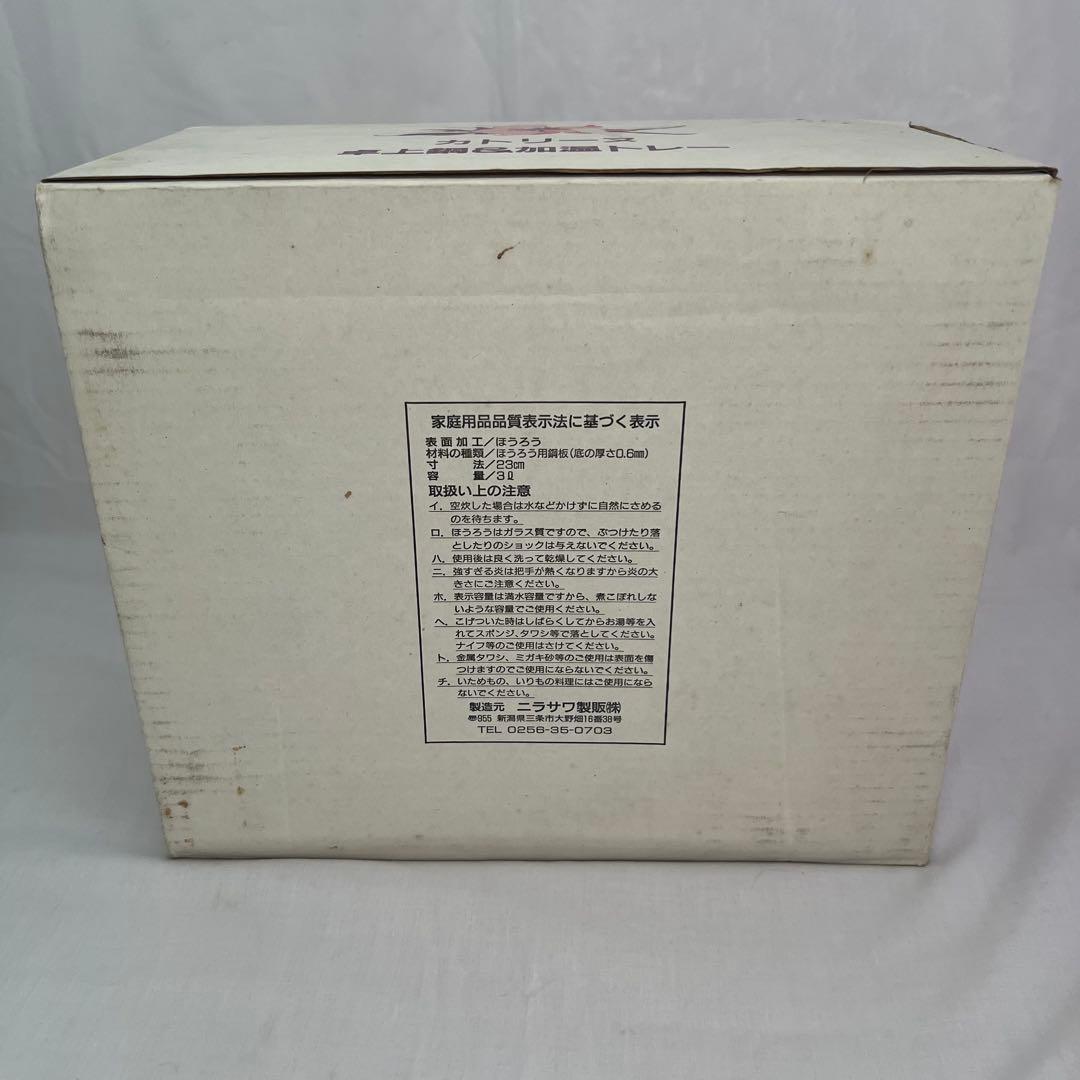 カトリーヌ
卓上鍋&加温トレー
家庭用品品質表示法に基づく表示
表面加工/ほうろう
材料の種類/ほうろう用鋼板(底の厚さ0.6㎜)
寸法/23㎝
容量/3ℓ
取扱い上の注意
イ．空炊した場合は水などかけずに自然にさめる
のを待ちます。
ロ．ほうろうはガラス質ですので、ぶつけたり落
としたりのショックは与えないでください。
ハ．使用後は良く洗って乾燥してください。
ニ．強すぎる炎は把手が熱くなりますから炎の大
きさにご注意ください。
ホ．表示容量は満水容量ですから、煮こぼれしな
いような容量でご使用ください。
ヘ．こげついた時はしばらくしてからお湯等を入
れてスポンジ、タワシ等で落としてください。
ナイフ等のご使用はさけてください。
ト．金属タワシ、ミガキ砂等のご使用は表面を傷
つけますのでご使用にならないでください。
チ．いためもの、いりもの料理にはご使用になら
ないでください。
製造元 ニラサワ製販㈱
〠955 新潟県三条市大野畑16番38号
TEL 0256-35-0703